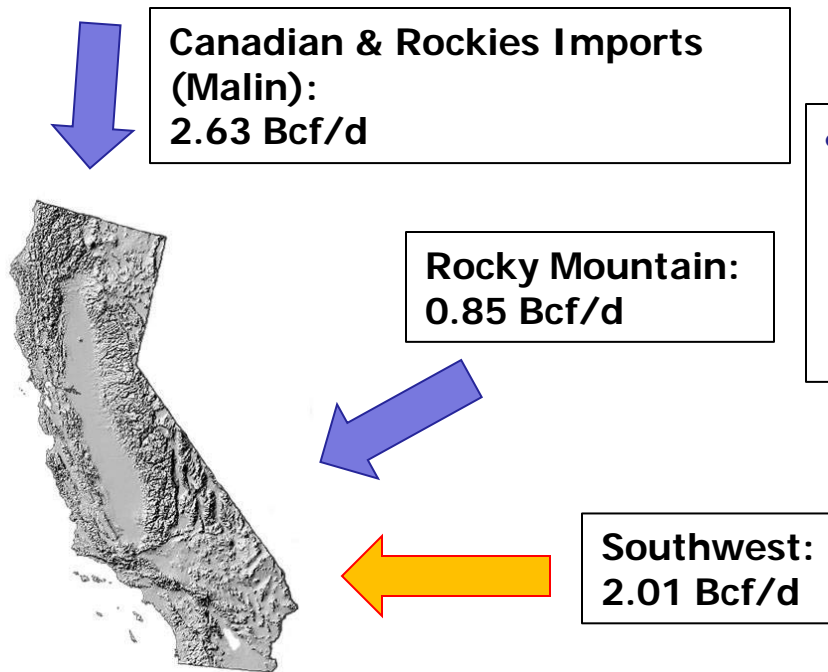 Canadian & Rockies Imports
(Malin):
2.63 Bcf/d
Rocky Mountain:
0.85 Bcf/d
Southwest:
2.01 Bcf/d